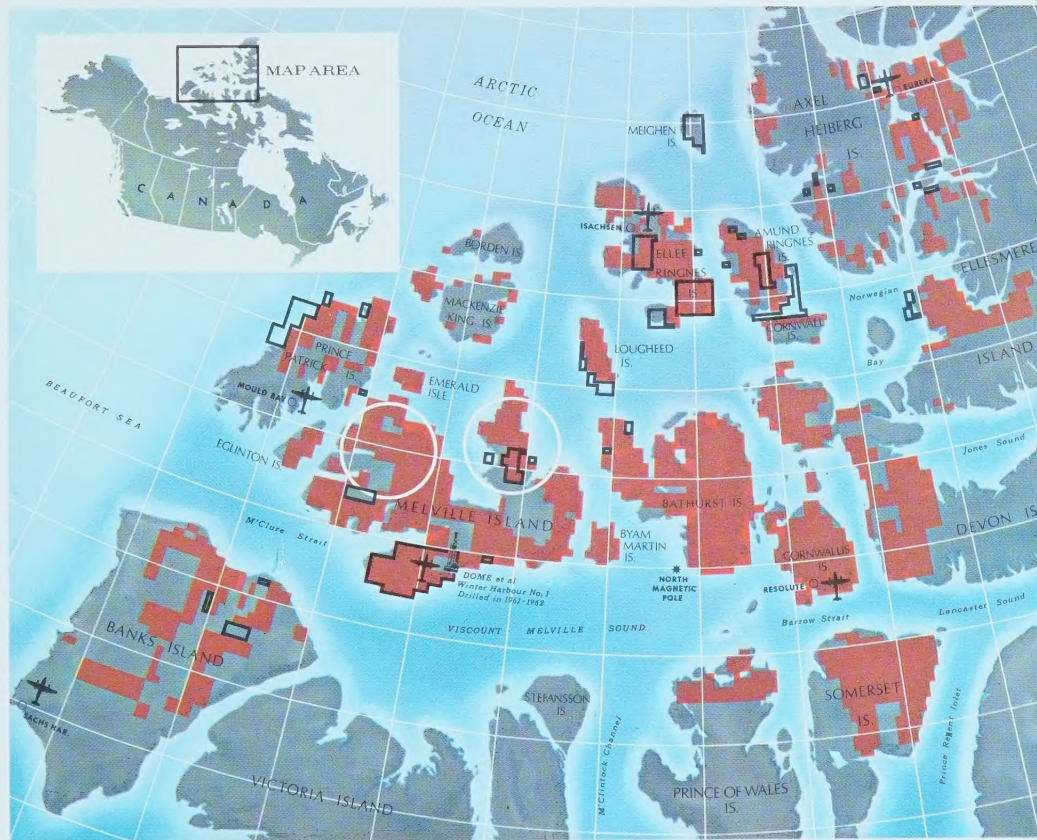 MAP AREA
CANADA
ARCTIC
OCEAN
MEIGHEN
IS.
AXEL
HEIBERG
IS.
EUREKA
ISACHSEN
ELLEF
RINGNES
IS.
AMUND
RINGNES
IS.
BORDEN IS.
MACKENZIE
KING IS.
ELLESMERE
ISLAND
Norwegian
Bay
CORNWALL
IS.
LOUGHEED
IS.
PRINCE
PATRICK IS.
MOULD BAY
EMERALD
ISLE
BEAUFORT SEA
EGLINTON IS.
Jones Sound
MELVILLE ISLAND
BATHURST IS.
DEVON IS
M'Clure Strait
BYAM
MARTIN
IS.
CORNWALLIS
IS.
NORTH
MAGNETIC
POLE
RESOLUTE
DOME et al
Winter Harbour No. 1
Drilled in 1961-1962
Lancaster Sound
Barrow Strait
VISCOUNT MELVILLE SOUND
BANKS ISLAND
SACHS HAR.
STEFANSSON
IS.
SOMERSET
IS.
Prince Regent Inlet
M'Clintock Channel
VICTORIA ISLAND
PRINCE OF WALES
IS.